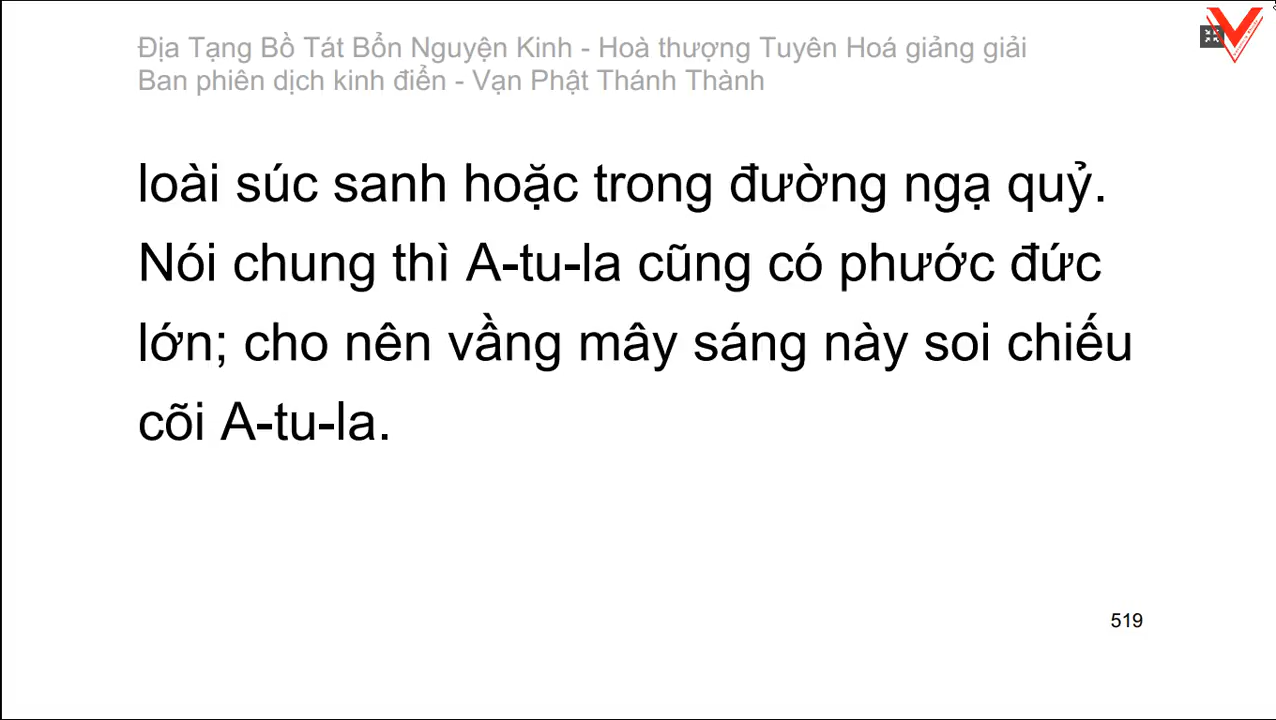 Địa Tạng Bồ Tát Bổn Nguyện Kinh - Hoà thượng Tuyên Hoá giảng giải
Ban phiên dịch kinh điển - Vạn Phật Thánh Thành
loài súc sanh hoặc trong đường ngạ quỷ.
Nói chung thì A-tu-la cũng có phước đức
lớn; cho nên vầng mây sáng này soi chiếu
cõi A-tu-la.
519